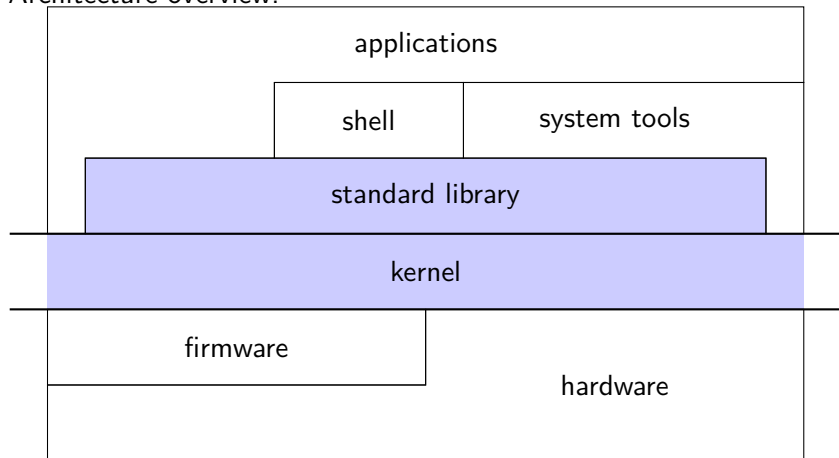 Architecture overview:
applications
shell
system tools
standard library
kernel
firmware
hardware